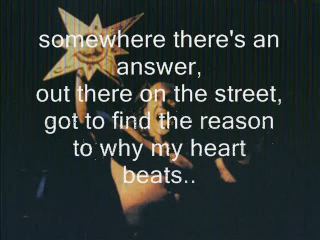 somewhere there's an
answer,
out there on the street,
got to find the reason
to why my heart
beats..